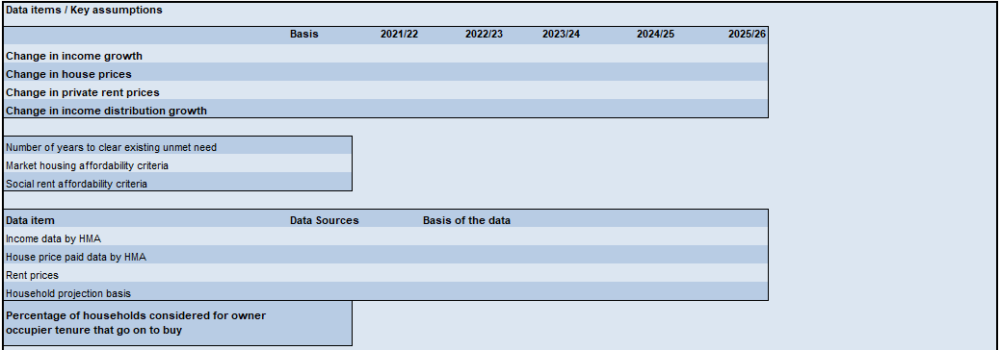 Data items / Key assumptions
Basis 2021/22 2022/23 2023/24 2024/25 2025/26
Change in income growth
Change in house prices
Change in private rent prices
Change in income distribution growth
Number of years to clear existing unmet need
Market housing affordability criteria
Social rent affordability criteria
Data item Data Sources Basis of the data
Income data by HMA
House price paid data by HMA
Rent prices
Household projection basis
Percentage of households considered for owner
occupier tenure that go on to buy